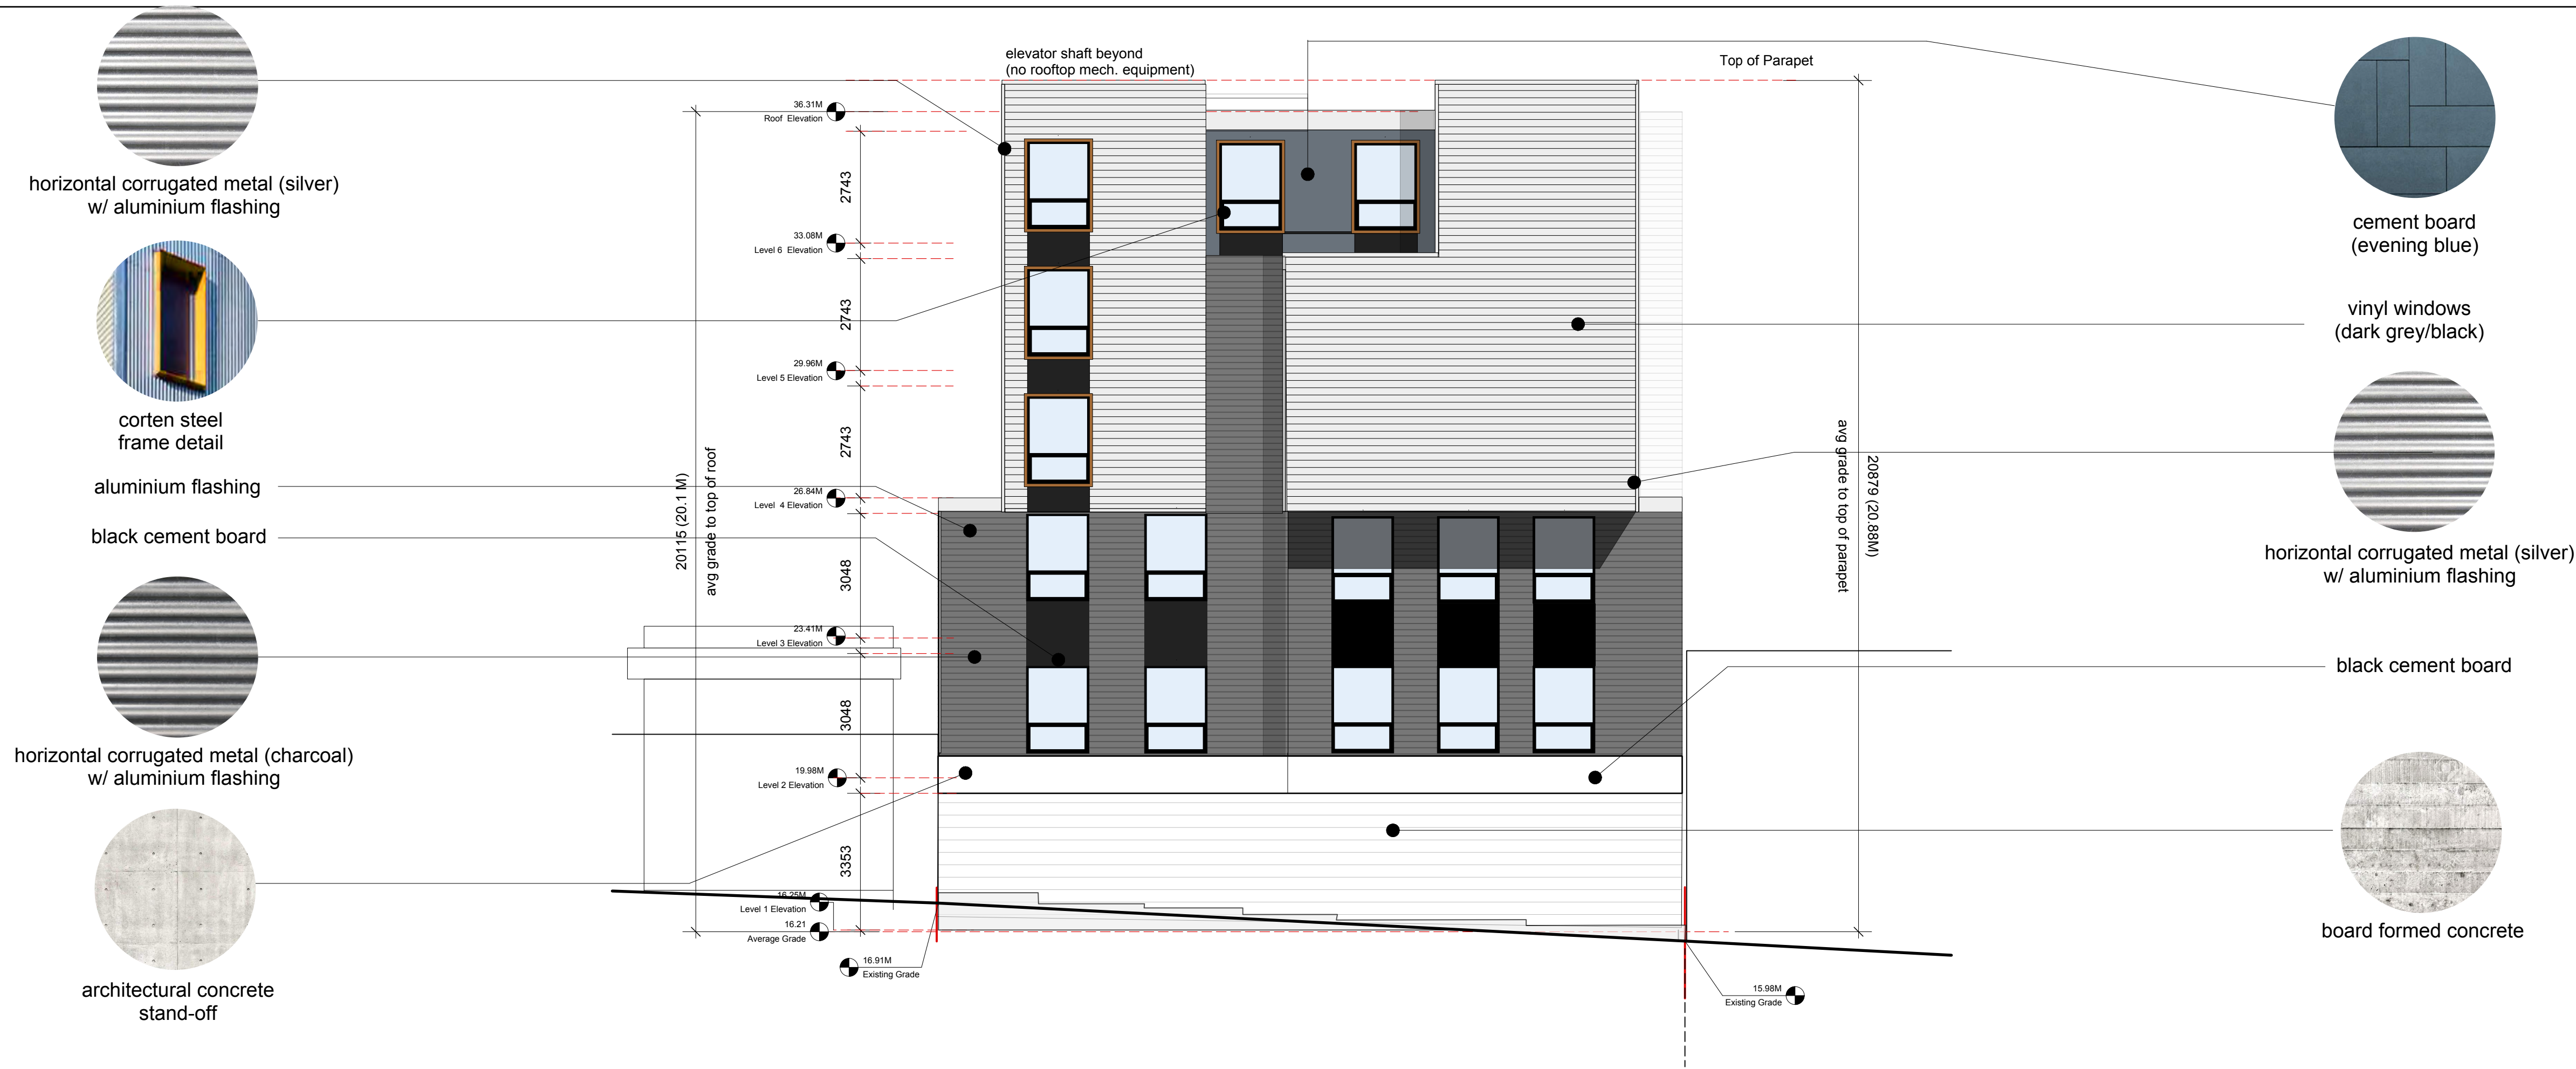 elevator shaft beyond
(no rooftop mech. equipment)
Top of Parapet
horizontal corrugated metal (silver)
w/ aluminium flashing
corten steel
frame detail
aluminium flashing
black cement board
horizontal corrugated metal (charcoal)
w/ aluminium flashing
architectural concrete
stand-off
20115 (20.1 M)
avg grade to top of roof
36.31M
Roof Elevation
2743
33.08M
Level 6 Elevation
2743
29.96M
Level 5 Elevation
2743
26.84M
Level 4 Elevation
3048
23.41M
Level 3 Elevation
3048
19.98M
Level 2 Elevation
3353
16.25M
Level 1 Elevation
16.21
Average Grade
16.91M
Existing Grade
15.98M
Existing Grade
avg grade to top of parapet
20879 (20.88M)
cement board
(evening blue)
vinyl windows
(dark grey/black)
horizontal corrugated metal (silver)
w/ aluminium flashing
black cement board
board formed concrete